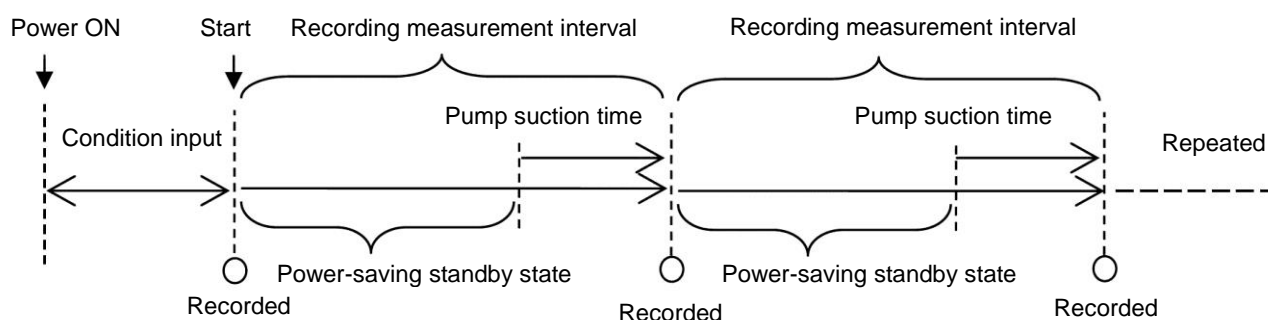 Power ON
Start
Recording measurement interval
Recording measurement interval
Condition input
Pump suction time
Pump suction time
Repeated
Power-saving standby state
Power-saving standby state
Recorded
Recorded
Recorded